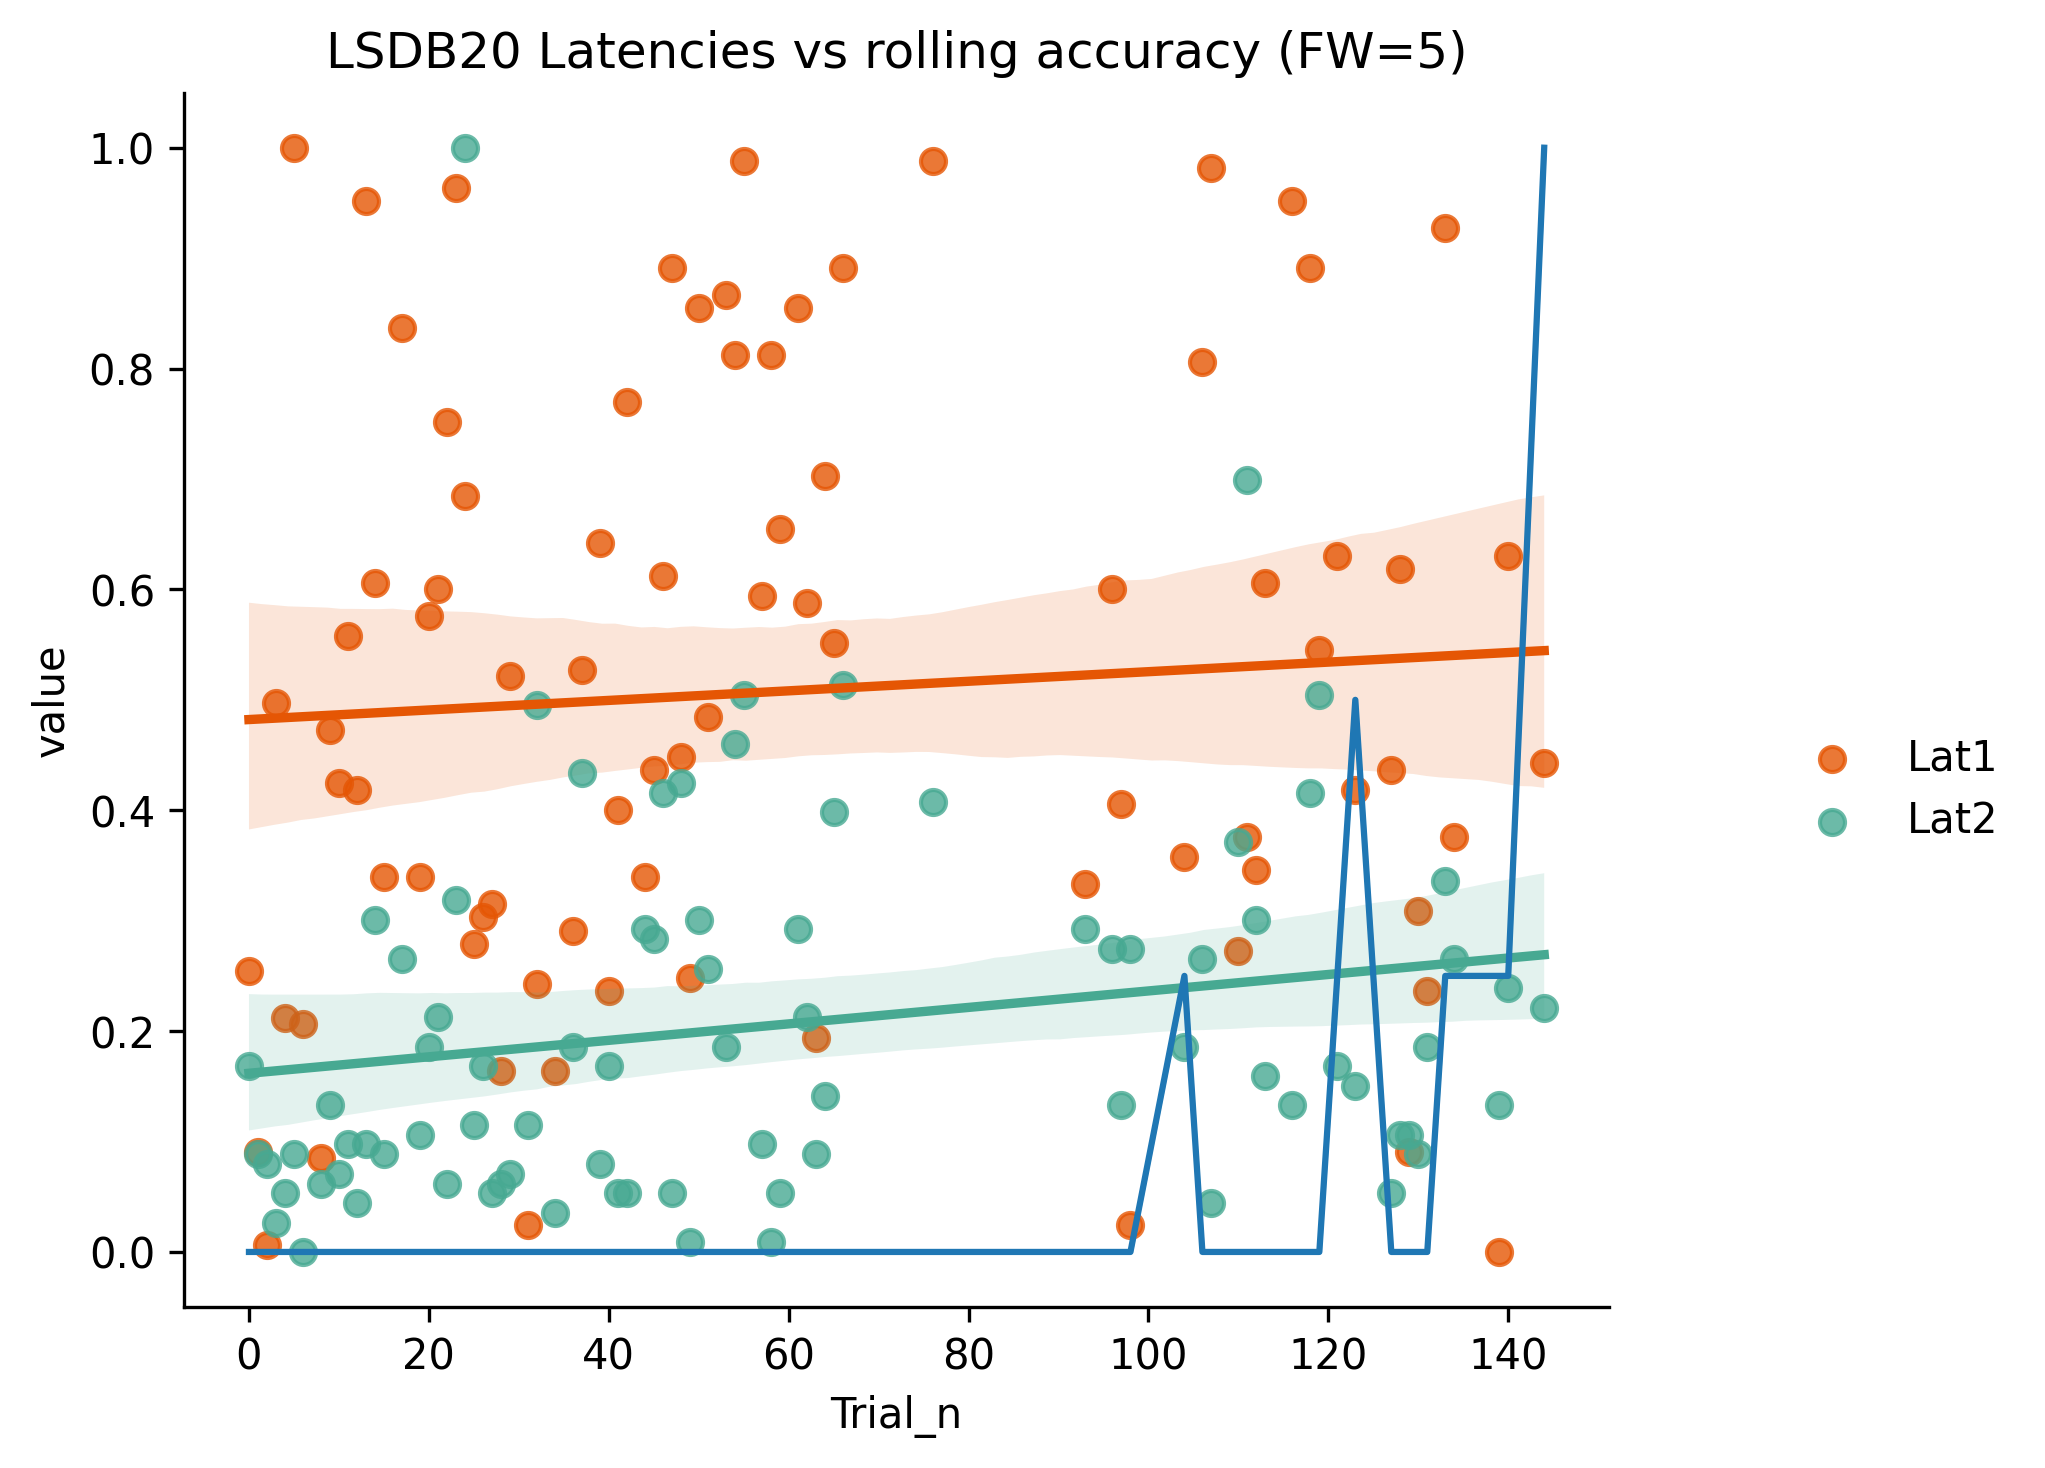 LSDB20 Latencies vs rolling accuracy (FW=5)
value
1.0
0.8
0.6
0.4
0.2
0.0
0 20 40 60 80 100 120 140
Trial_n
Lat1
Lat2